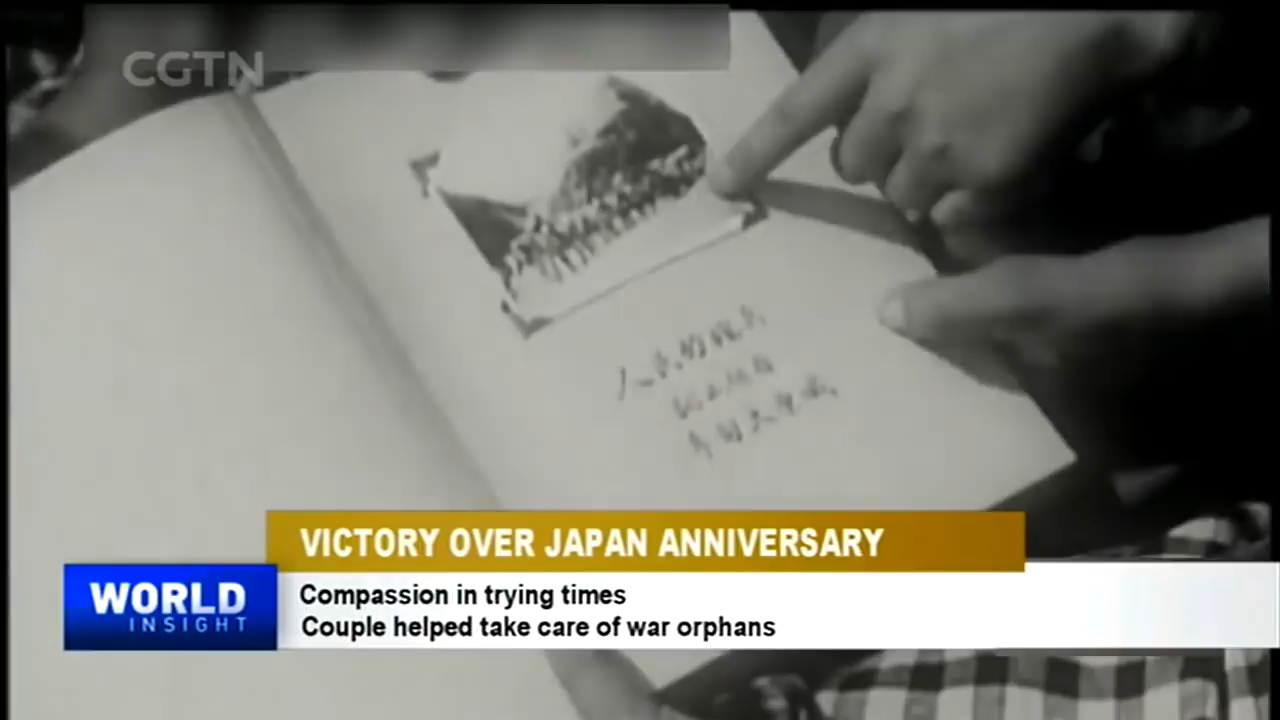 CGTN
VICTORY OVER JAPAN ANNIVERSARY
WORLD
INSIGHT
Compassion in trying times
Couple helped take care of war orphans